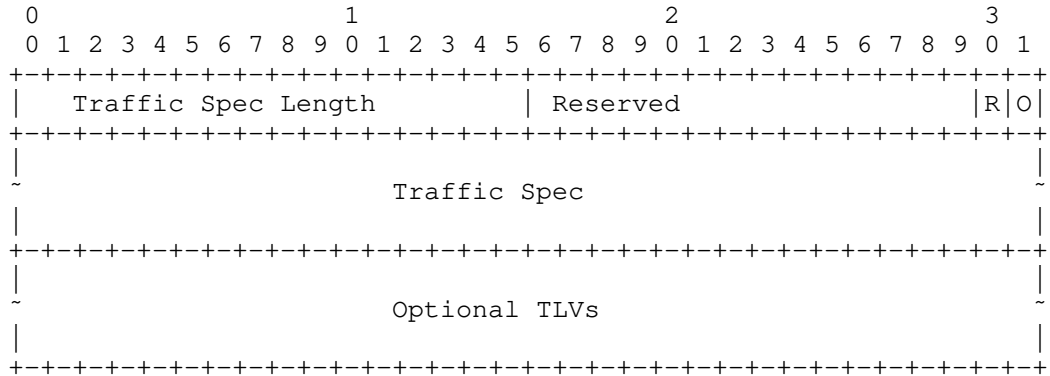 0                   1                   2                   3
 0 1 2 3 4 5 6 7 8 9 0 1 2 3 4 5 6 7 8 9 0 1 2 3 4 5 6 7 8 9 0 1
+-+-+-+-+-+-+-+-+-+-+-+-+-+-+-+-+-+-+-+-+-+-+-+-+-+-+-+-+-+-+-+-+
|   Traffic Spec Length         | Reserved                  |R|O|
+-+-+-+-+-+-+-+-+-+-+-+-+-+-+-+-+-+-+-+-+-+-+-+-+-+-+-+-+-+-+-+-+
|                                                               |
~                       Traffic Spec                            ~
|                                                               |
+-+-+-+-+-+-+-+-+-+-+-+-+-+-+-+-+-+-+-+-+-+-+-+-+-+-+-+-+-+-+-+-+
|                                                               |
~                       Optional TLVs                           ~
|                                                               |
+-+-+-+-+-+-+-+-+-+-+-+-+-+-+-+-+-+-+-+-+-+-+-+-+-+-+-+-+-+-+-+-+